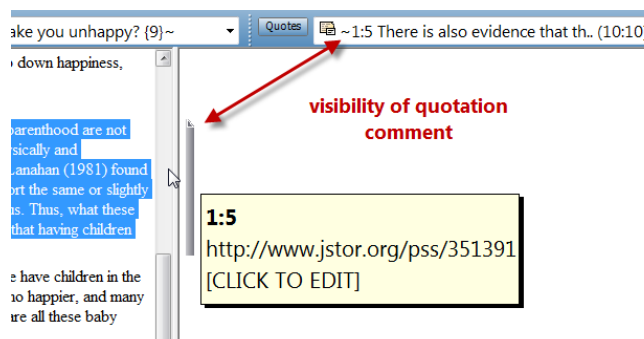 ake you unhappy? {9}~
Quotes
~1:5 There is also evidence that th.. (10:10)
down happiness,
visibility of quotation
comment
parenthood are not
sically and
Lanahan (1981) found
ort the same or slightly
ns. Thus, what these
that having children
1:5
http://www.jstor.org/pss/351391
[CLICK TO EDIT]
e have children in the
no happier, and many
are all these baby